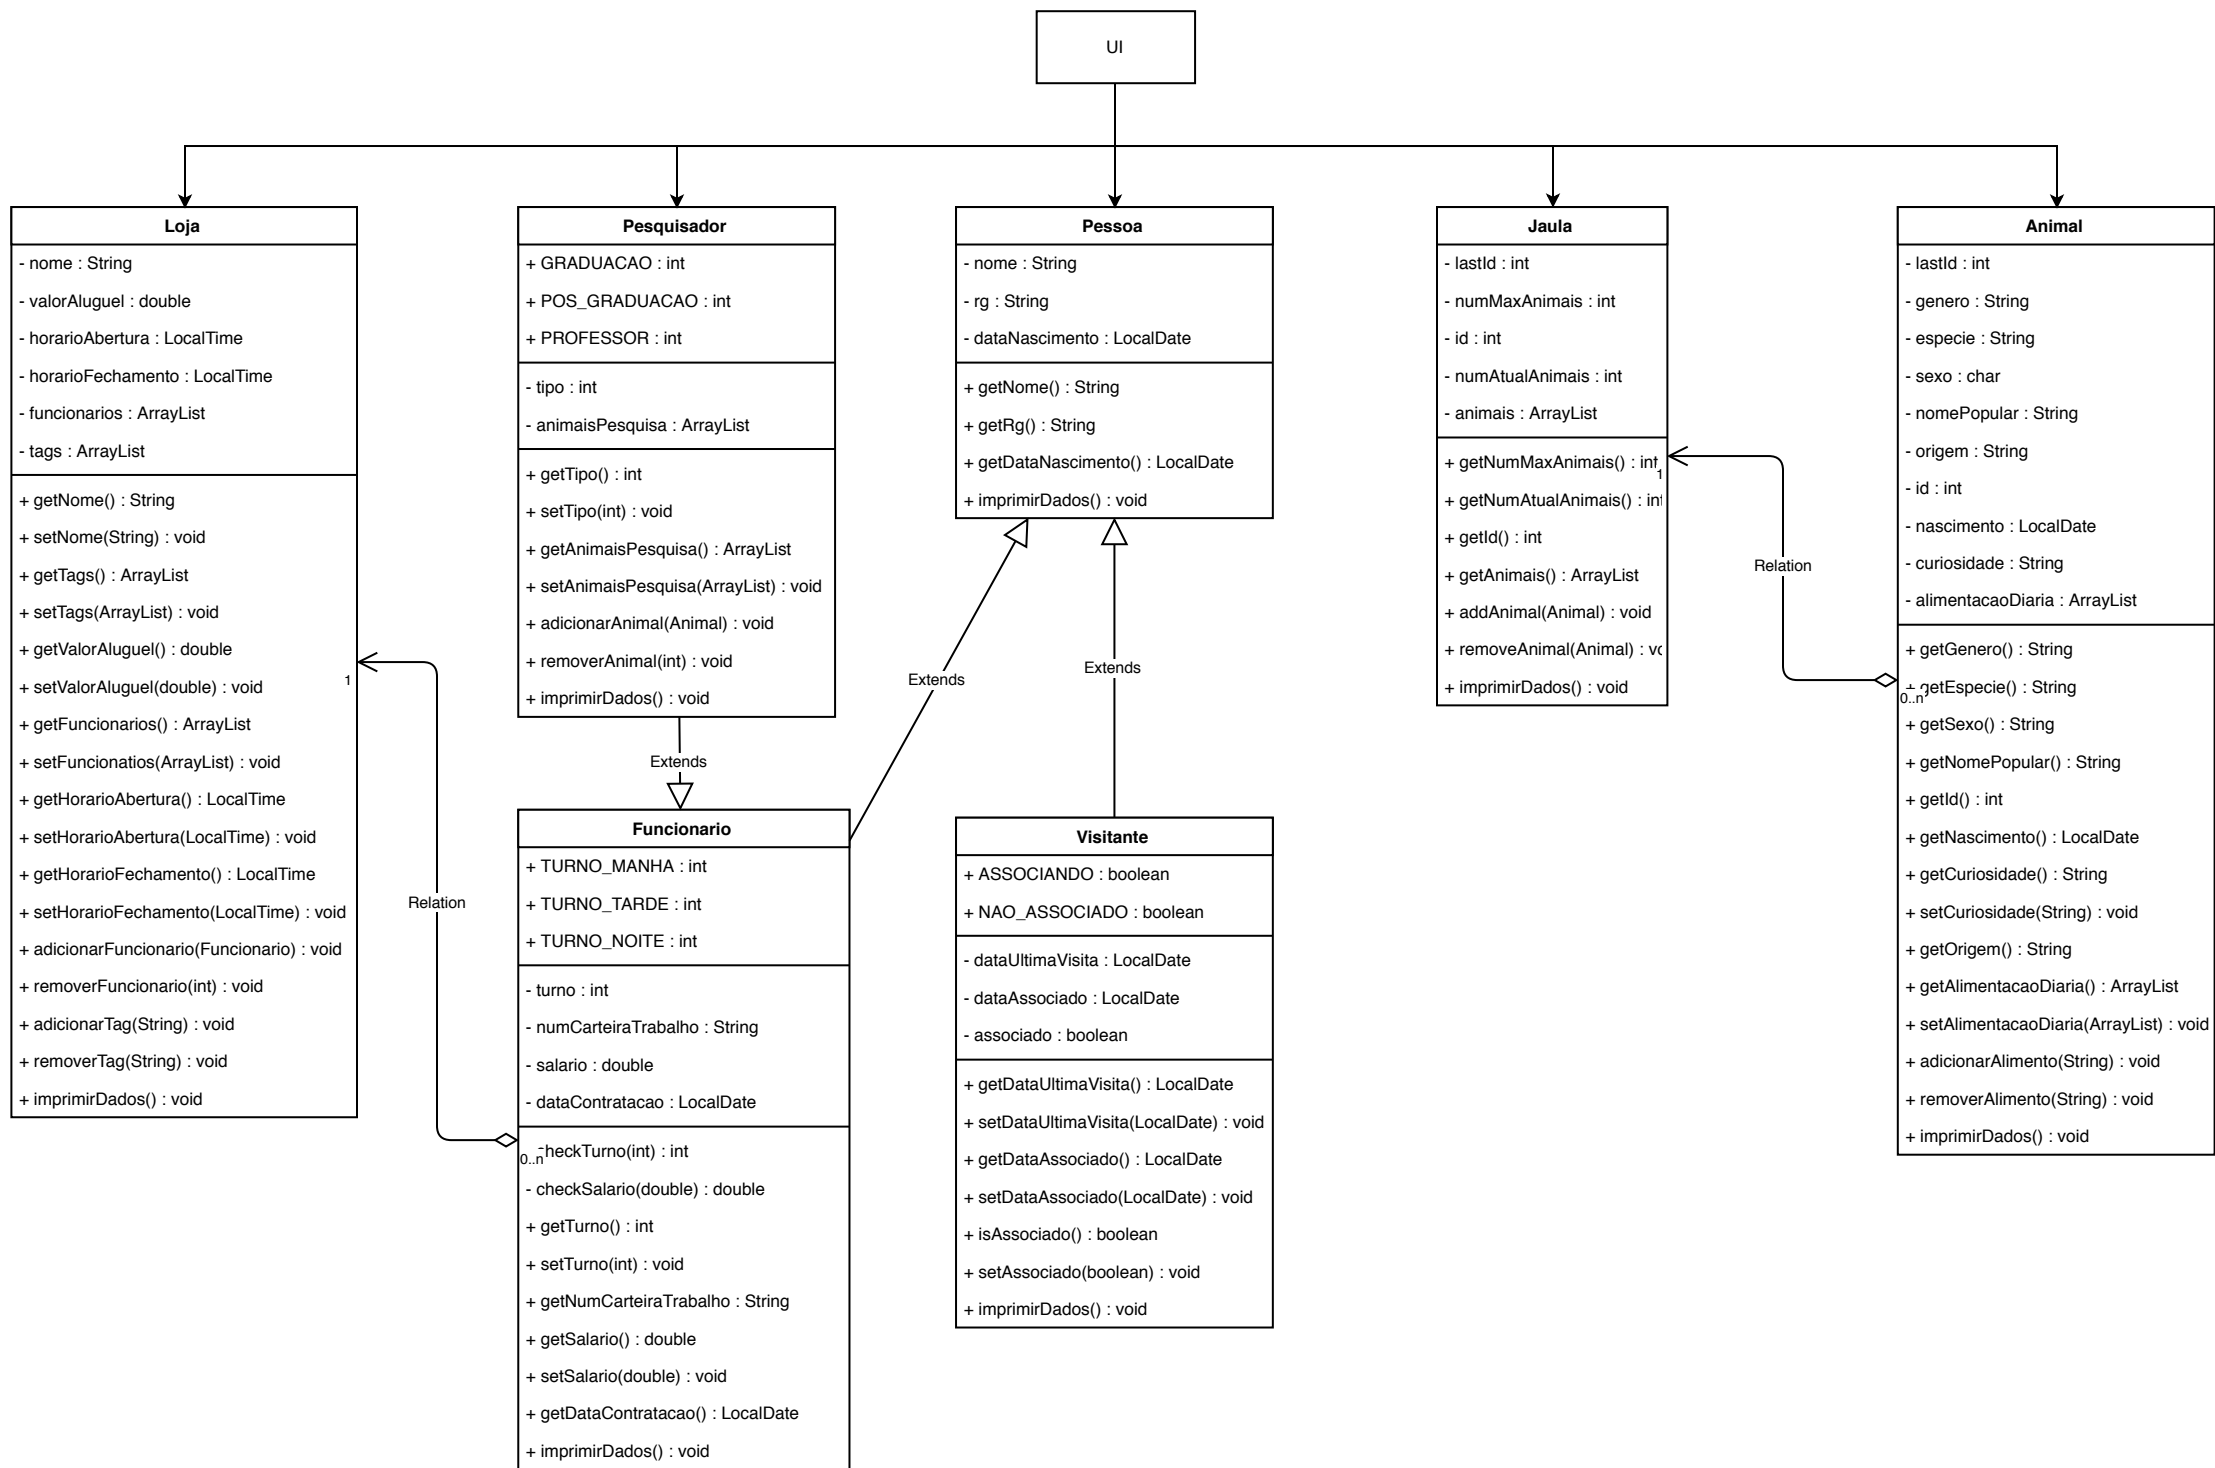 UI
Loja
- nome : String
- valorAluguel : double
- horarioAbertura : LocalTime
- horarioFechamento : LocalTime
- funcionarios : ArrayList
- tags : ArrayList
+ getNome() : String
+ setNome(String) : void
+ getTags() : ArrayList
+ setTags(ArrayList) : void
+ getValorAluguel() : double
+ setValorAluguel(double) : void
+ getFuncionarios() : ArrayList
+ setFuncionatios(ArrayList) : void
+ getHorarioAbertura() : LocalTime
+ setHorarioAbertura(LocalTime) : void
+ getHorarioFechamento() : LocalTime
+ setHorarioFechamento(LocalTime) : void
+ adicionarFuncionario(Funcionario) : void
+ removerFuncionario(int) : void
+ adicionarTag(String) : void
+ removerTag(String) : void
+ imprimirDados() : void
1
Relation
0..n
Pesquisador
+ GRADUACAO : int
+ POS_GRADUACAO : int
+ PROFESSOR : int
- tipo : int
- animaisPesquisa : ArrayList
+ getTipo() : int
+ setTipo(int) : void
+ getAnimaisPesquisa() : ArrayList
+ setAnimaisPesquisa(ArrayList) : void
+ adicionarAnimal(Animal) : void
+ removerAnimal(int) : void
+ imprimirDados() : void
Extends
Funcionario
+ TURNO_MANHA : int
+ TURNO_TARDE : int
+ TURNO_NOITE : int
- turno : int
- numCarteiraTrabalho : String
- salario : double
- dataContratacao : LocalDate
heckTurno(int) : int
- checkSalario(double) : double
+ getTurno() : int
+ setTurno(int) : void
+ getNumCarteiraTrabalho : String
+ getSalario() : double
+ setSalario(double) : void
+ getDataContratacao() : LocalDate
+ imprimirDados() : void
Pessoa
- nome : String
- rg : String
- dataNascimento : LocalDate
+ getNome() : String
+ getRg() : String
+ getDataNascimento() : LocalDate
+ imprimirDados() : void
Extends
Extends
Visitante
+ ASSOCIANDO : boolean
+ NAO_ASSOCIADO : boolean
- dataUltimaVisita : LocalDate
- dataAssociado : LocalDate
- associado : boolean
+ getDataUltimaVisita() : LocalDate
+ setDataUltimaVisita(LocalDate) : void
+ getDataAssociado() : LocalDate
+ setDataAssociado(LocalDate) : void
+ isAssociado() : boolean
+ setAssociado(boolean) : void
+ imprimirDados() : void
Jaula
- lastId : int
- numMaxAnimais : int
- id : int
- numAtualAnimais : int
- animais : ArrayList
+ getNumMaxAnimais() : int
+ getNumAtualAnimais() : int
+ getId() : int
+ getAnimais() : ArrayList
+ addAnimal(Animal) : void
+ removeAnimal(Animal) :
+ imprimirDados() : void
1
Relation
0..n
Animal
- lastId : int
- genero : String
- especie : String
- sexo : char
- nomePopular : String
- origem : String
- id : int
- nascimento : LocalDate
- curiosidade : String
- alimentacaoDiaria : ArrayList
+ getGenero() : String
+ getEspecie() : String
+ getSexo() : String
+ getNomePopular() : String
+ getId() : int
+ getNascimento() : LocalDate
+ getCuriosidade() : String
+ setCuriosidade(String) : void
+ getOrigem() : String
+ getAlimentacaoDiaria() : ArrayList
+ setAlimentacaoDiaria(ArrayList) : void
+ adicionarAlimento(String) : void
+ removerAlimento(String) : void
+ imprimirDados() : void